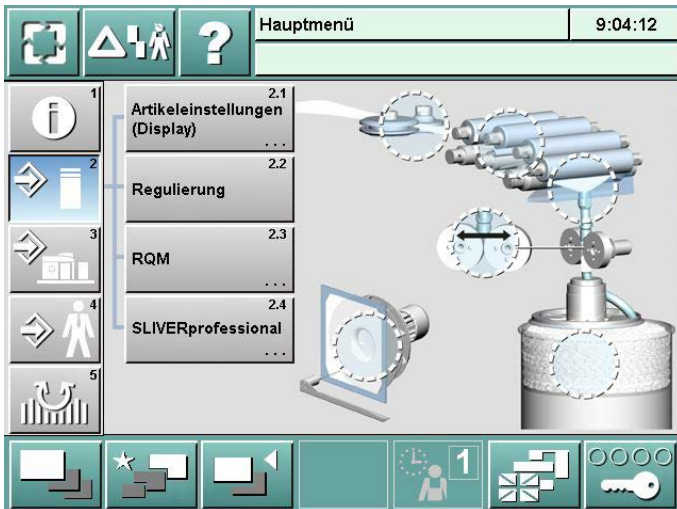 ?
Hauptmenü
9:04:12
1
i
2
3
4
5
2.1
Artikeleinstellungen
(Display)
...
2.2
Regulierung
2.3
RQM
...
2.4
SLIVERprofessional
...
1